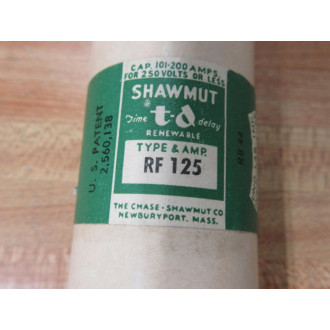 CAP. 101-200 AMPS.
FOR 250 VOLTS OR LESS
SHAWMUT
Time t-d delay
RENEWABLE
TYPE & AMP.
RF 125
THE CHASE-SHAWMUT CO
NEWBURYPORT, MASS.
U. S. PATENT
2,560,138